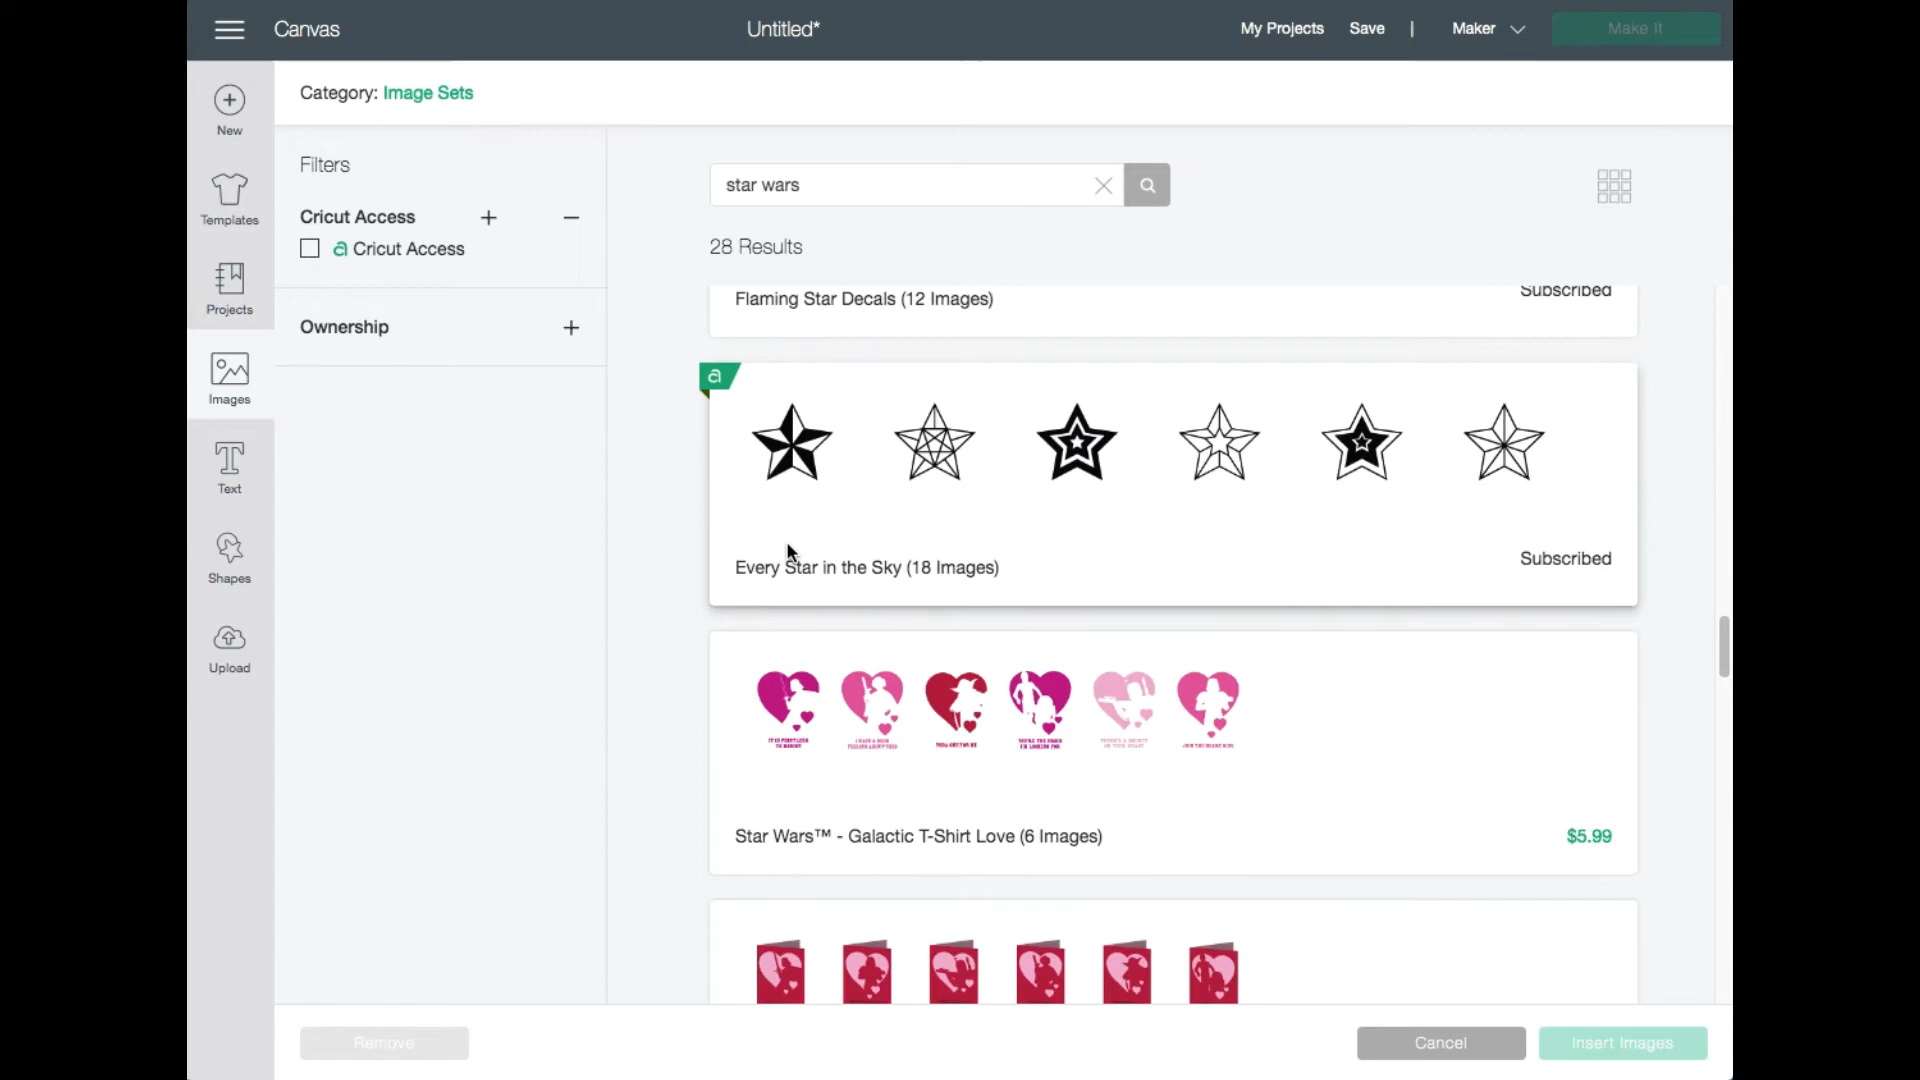 Canvas
Untitled*
My Projects
Save
|
Maker
Make It
New
Templates
Projects
Images
Text
Shapes
Upload
Category: Image Sets
Filters
Cricut Access
Cricut Access
Ownership
star wars
28 Results
Flaming Star Decals (12 Images)
Subscribed
Every Star in the Sky (18 Images)
Subscribed
Star Wars™ - Galactic T-Shirt Love (6 Images)
$5.99
Remove
Cancel
Insert Images